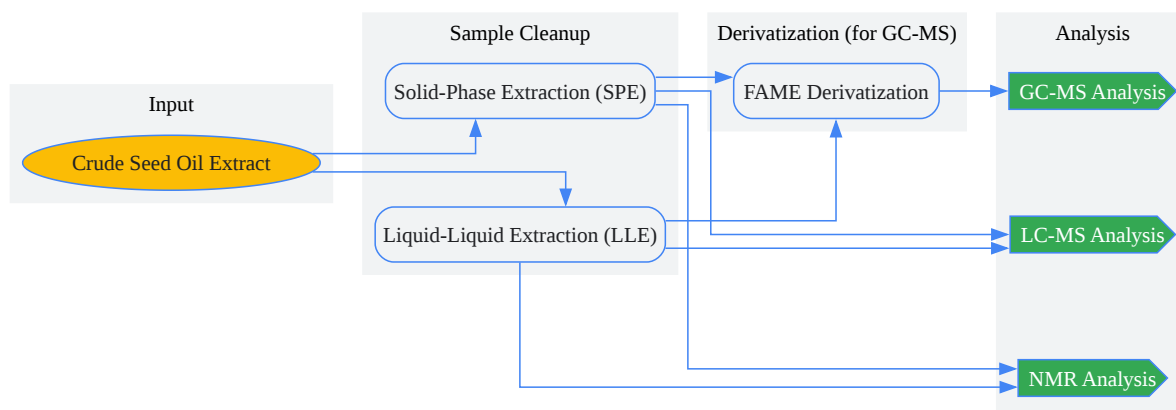 Sample Cleanup
Derivatization (for GC-MS)
Analysis
Solid-Phase Extraction (SPE)
FAME Derivatization
GC-MS Analysis
Input
Crude Seed Oil Extract
Liquid-Liquid Extraction (LLE)
LC-MS Analysis
NMR Analysis